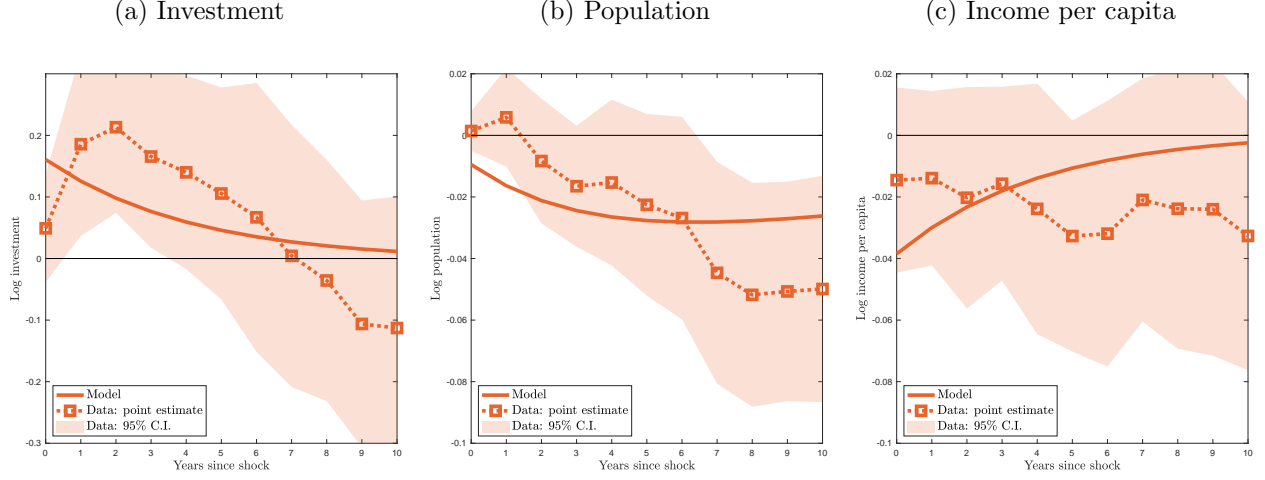 (a) Investment
(b) Population
(c) Income per capita
Log investment
0.2
0.1
0
-0.1
-0.2
-0.3
0 1 2 3 4 5 6 7 8 9 10
Years since shock
Model
Data: point estimate
Data: 95% C.I.
Log population
0.02
0
-0.02
-0.04
-0.06
-0.08
-0.1
0 1 2 3 4 5 6 7 8 9 10
Years since shock
Model
Data: point estimate
Data: 95% C.I.
Log income per capita
0.02
0
-0.02
-0.04
-0.06
-0.08
-0.1
0 1 2 3 4 5 6 7 8 9 10
Years since shock
Model
Data: point estimate
Data: 95% C.I.